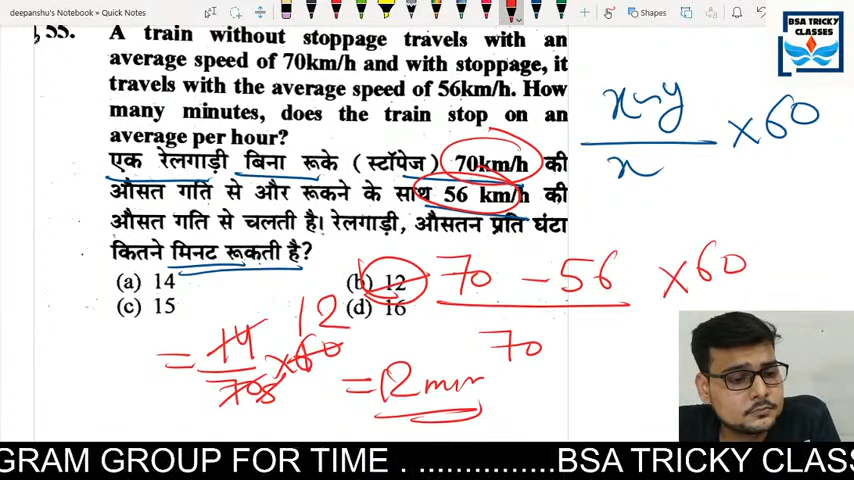 deepanshu's Notebook » Quick Notes
Shapes
BSA TRICKY
CLASSES
55. A train without stoppage travels with an
average speed of 70km/h and with stoppage, it
travels with the average speed of 56km/h. How
many minutes, does the train stop on an
average per hour?
एक रेलगाड़ी बिना रूके ( स्टॉपेज ) 70km/h की
औसत गति से और रूकने के साथ 56 km/h की
औसत गति से चलती है। रेलगाड़ी, औसतन प्रति घंटा
कितने मिनट रूकती है?
(a) 14 (b) 12
(c) 15 (d) 16
x-y
x
×60
70 - 56 ×60
70
12
= 14 ×60
70 5
= 12 min
GRAM GROUP FOR TIME . ............... BSA TRICKY CLASS